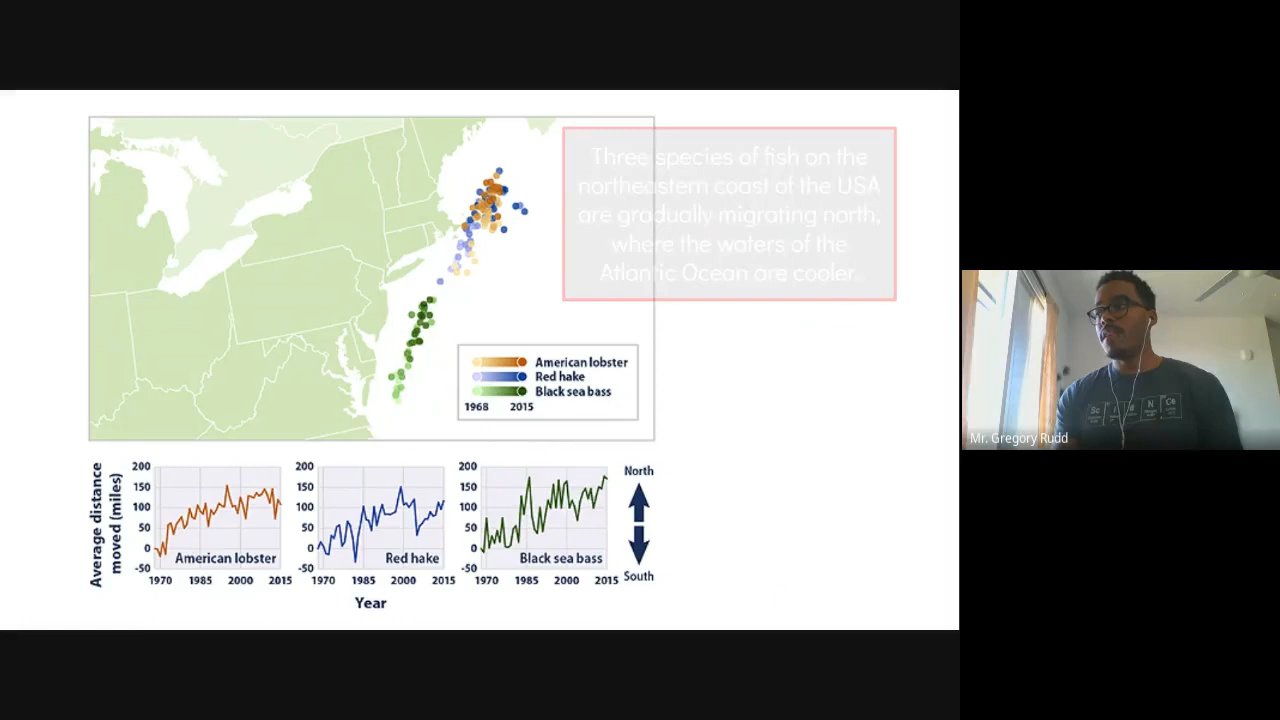 Three species of fish on the
northeastern coast of the USA
are gradually migrating north,
where the waters of the
Atlantic Ocean are cooler.
American lobster
Red hake
Black sea bass
1968 2015
Average distance
moved (miles)
200
150
100
50
0
-50
American lobster
1970 1985 2000 2015
200
150
100
50
0
-50
Red hake
1970 1985 2000 2015
200
150
100
50
0
-50
Black sea bass
1970 1985 2000 2015
North
South
Year
Sc I e N Ce
Mr. Gregory Rudd